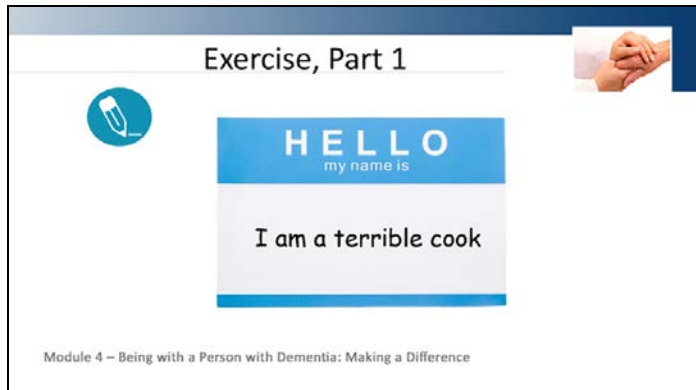 Exercise, Part 1
HELLO
my name is
I am a terrible cook
Module 4 – Being with a Person with Dementia: Making a Difference